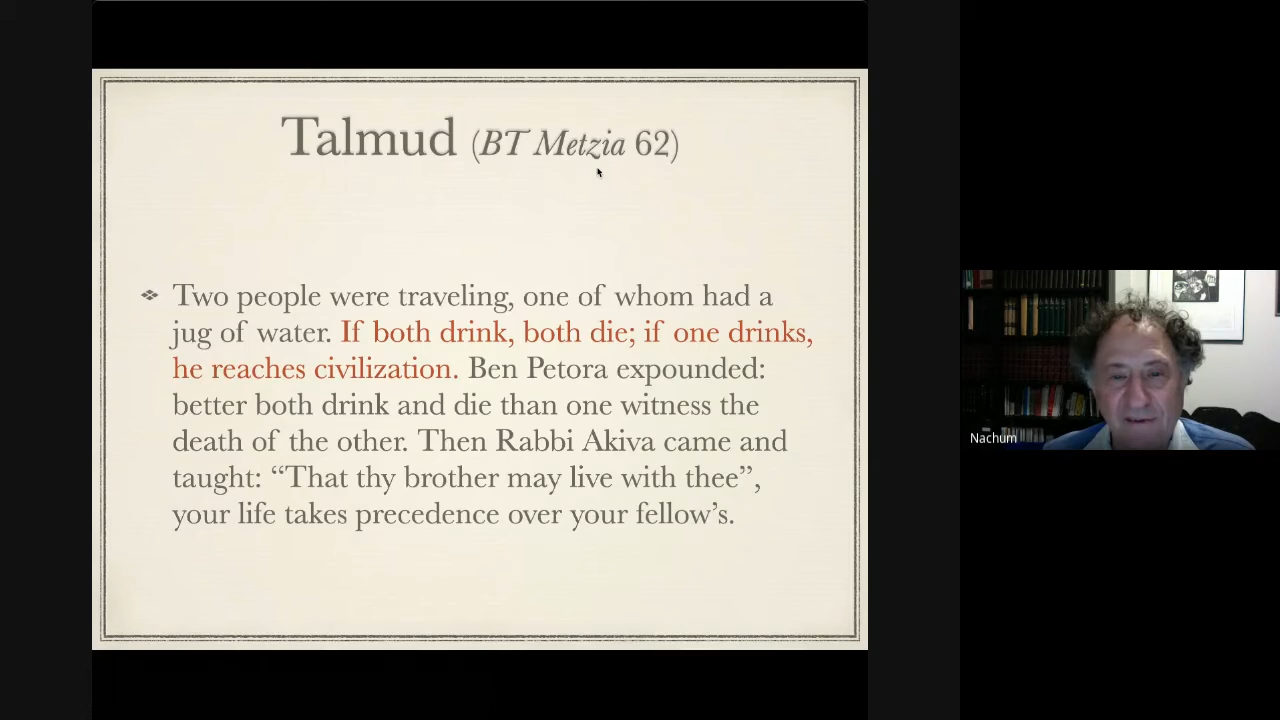 Talmud (BT Metzia 62)
❖ Two people were traveling, one of whom had a
jug of water. If both drink, both die; if one drinks,
he reaches civilization. Ben Petora expounded:
better both drink and die than one witness the
death of the other. Then Rabbi Akiva came and
taught: “That thy brother may live with thee”,
your life takes precedence over your fellow’s.
Nachum